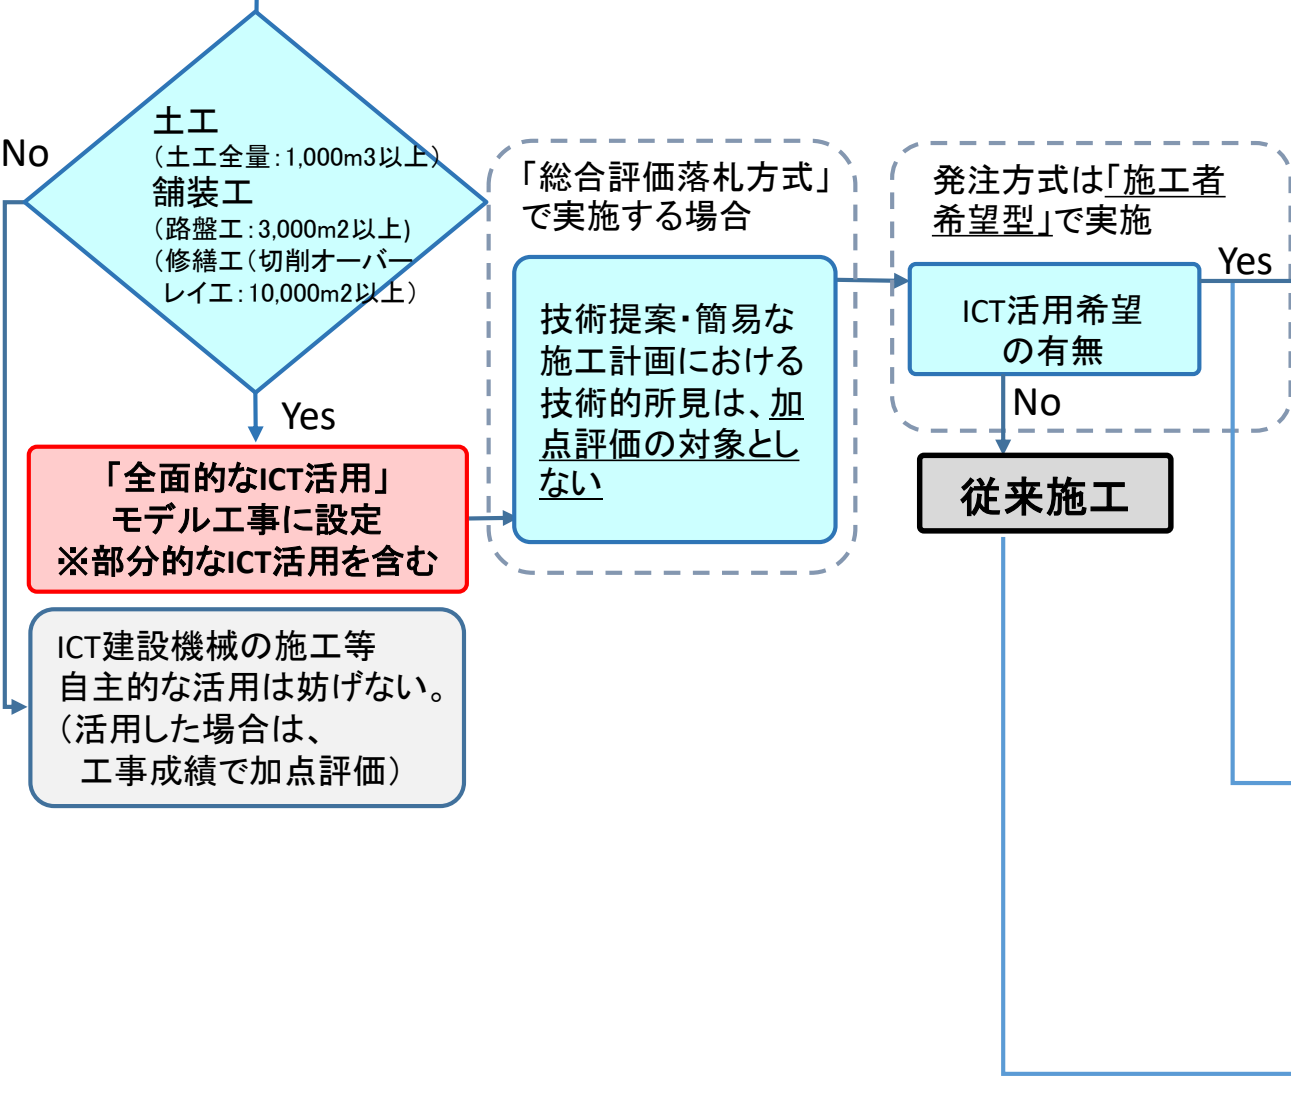 No
土工
（土工全量：1,000m3以上）
舗装工
（路盤工：3,000m2以上)
（修繕工（切削オーバー
レイ工：10,000m2以上）
Yes
「全面的なICT活用」
モデル工事に設定
※部分的なICT活用を含む
ICT建設機械の施工等
自主的な活用は妨げない。
（活用した場合は、
工事成績で加点評価）
「総合評価落札方式」
で実施する場合
技術提案・簡易な
施工計画における
技術的所見は、加
点評価の対象とし
ない
発注方式は「施工者
希望型」で実施
Yes
ICT活用希望
の有無
No
従来施工